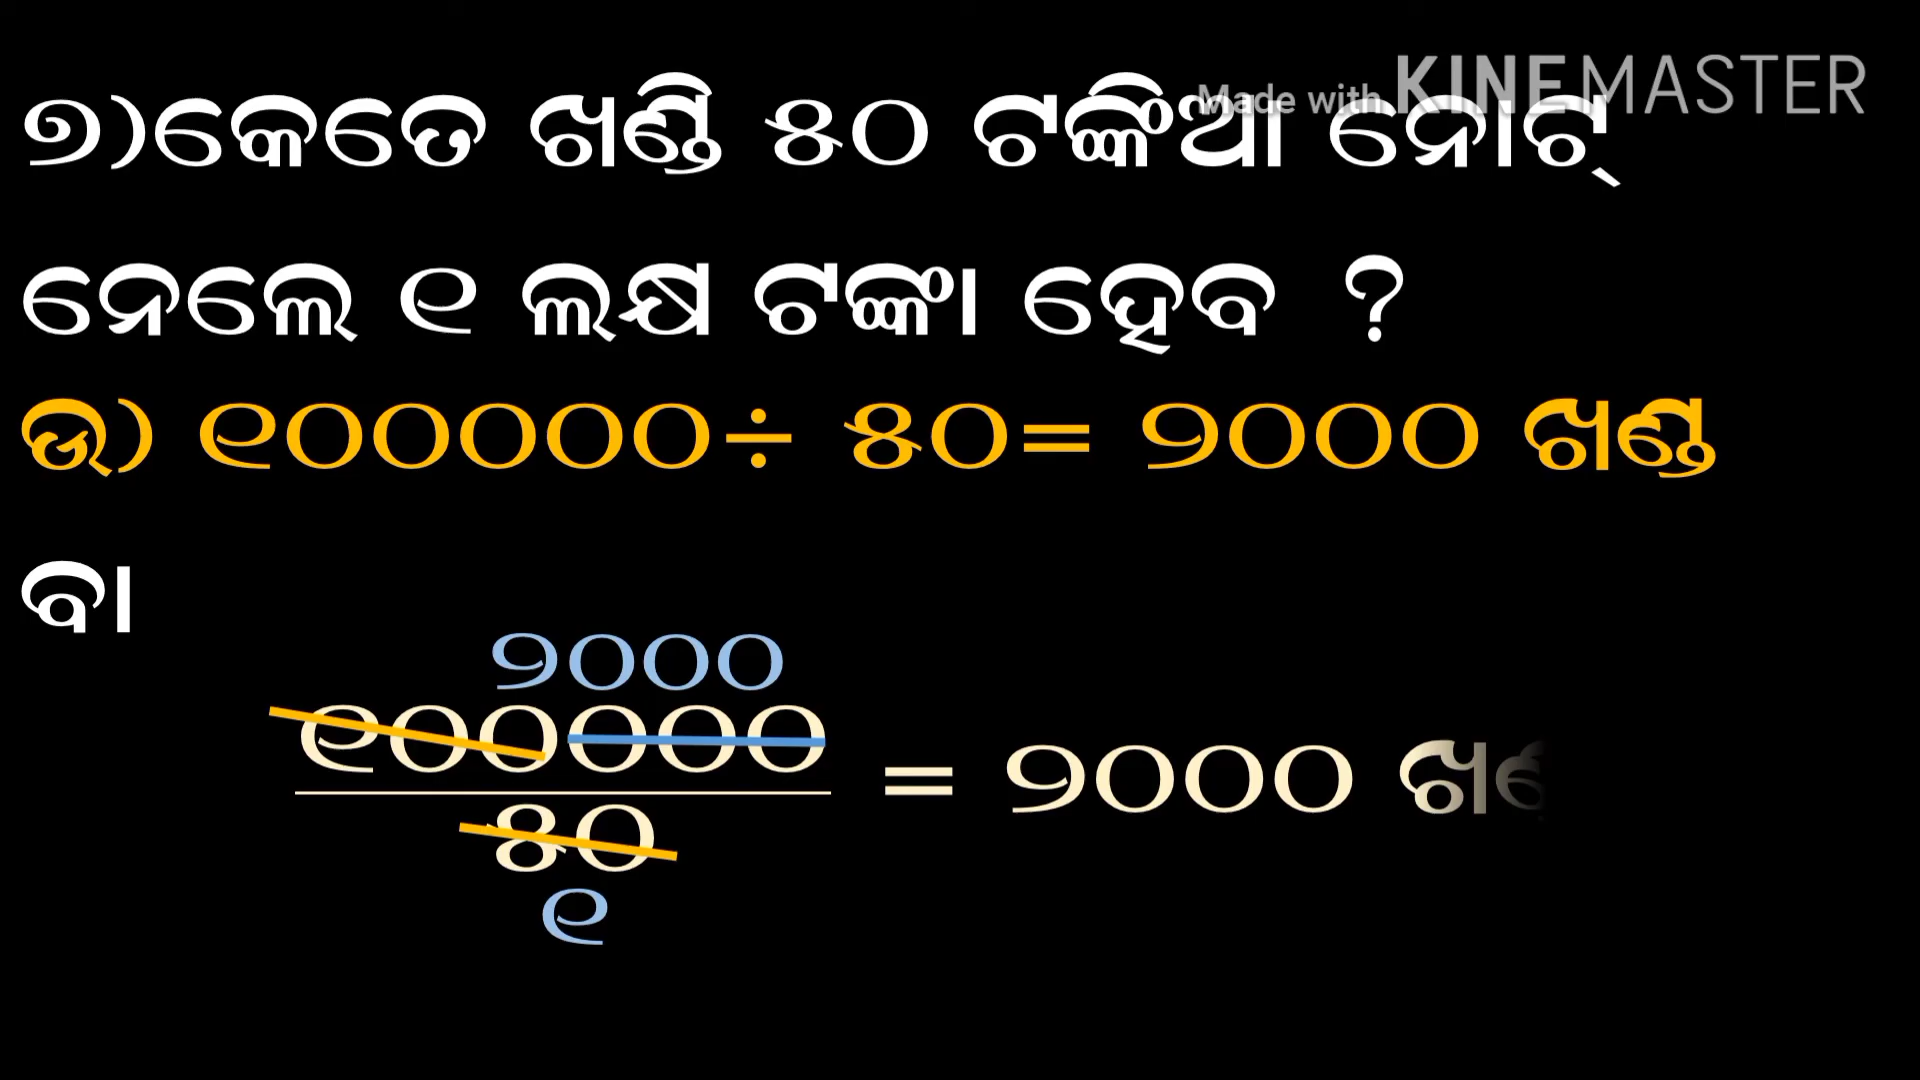 Made with KINEMASTER
୭)କେତେ ଖଣ୍ଡି ୫୦ ଟଙ୍କିଆ ନୋଟ୍
ନେଲେ ୧ ଲକ୍ଷ ଟଙ୍କା ହେବ ?
ଉ) ୧୦୦୦୦୦÷ ୫୦= ୨୦୦୦ ଖଣ୍ଡ
ବା
୨୦୦୦
୧୦୦୦୦୦
୫୦
୧
= ୨୦୦୦